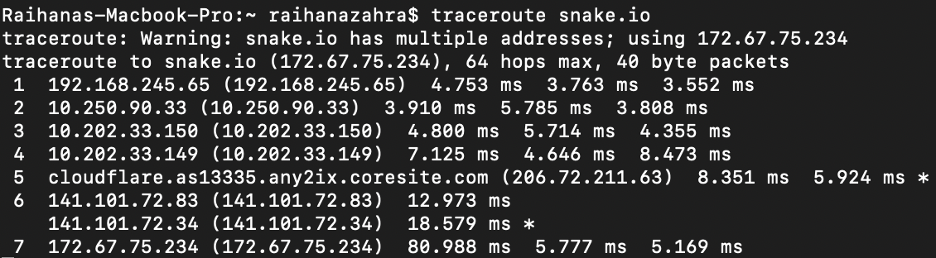 Raihanas-Macbook-Pro:~ raihanazahra$ traceroute snake.io
traceroute: Warning: snake.io has multiple addresses; using 172.67.75.234
traceroute to snake.io (172.67.75.234), 64 hops max, 40 byte packets
1 192.168.245.65 (192.168.245.65) 4.753 ms 3.763 ms 3.552 ms
2 10.250.90.33 (10.250.90.33) 3.910 ms 5.785 ms 3.808 ms
3 10.202.33.150 (10.202.33.150) 4.800 ms 5.714 ms 4.355 ms
4 10.202.33.149 (10.202.33.149) 7.125 ms 4.646 ms 8.473 ms
5 cloudflare.as13335.any2ix.coresite.com (206.72.211.63) 8.351 ms 5.924 ms *
6 141.101.72.83 (141.101.72.83) 12.973 ms
141.101.72.34 (141.101.72.34) 18.579 ms *
7 172.67.75.234 (172.67.75.234) 80.988 ms 5.777 ms 5.169 ms